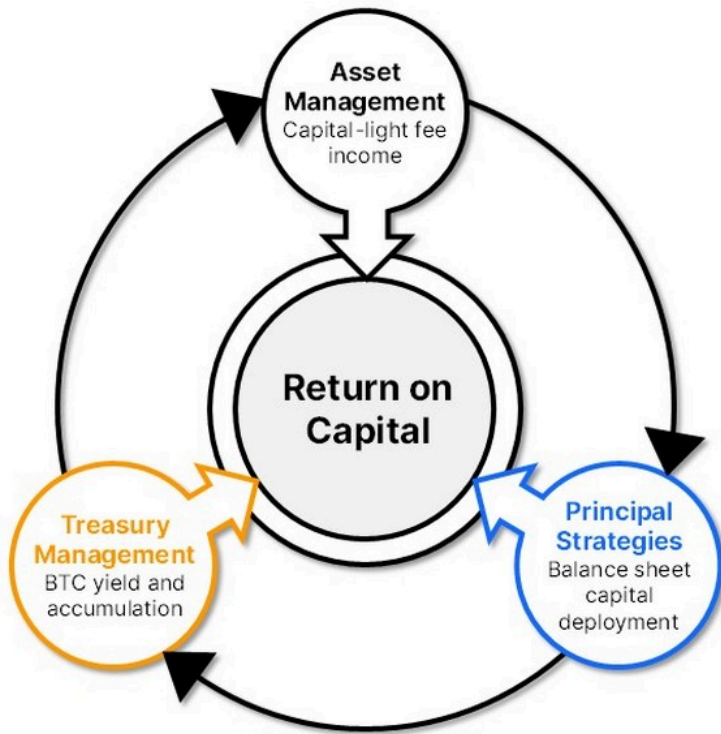 Asset
Management
Capital-light fee
income
Return on
Capital
Treasury
Management
BTC yield and
accumulation
Principal
Strategies
Balance sheet
capital
deployment